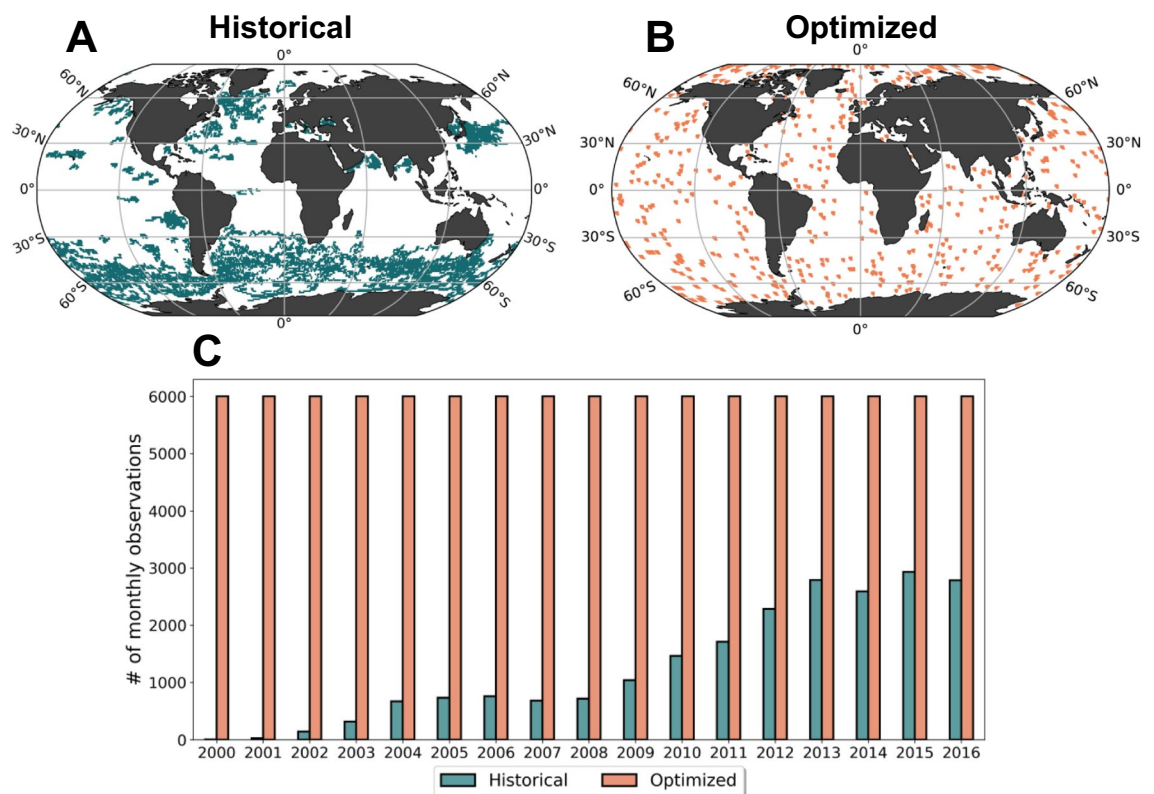 A Historical B Optimized
0° 0°
60°N 60°N 60°N 60°N
30°N 30°N 30°N 30°N
0° 0° 0° 0°
30°S 30°S 30°S 30°S
60°S 60°S 60°S 60°S
0° 0°
C
# of monthly observations
6000
5000
4000
3000
2000
1000
0
2000 2001 2002 2003 2004 2005 2006 2007 2008 2009 2010 2011 2012 2013 2014 2015 2016
Historical Optimized